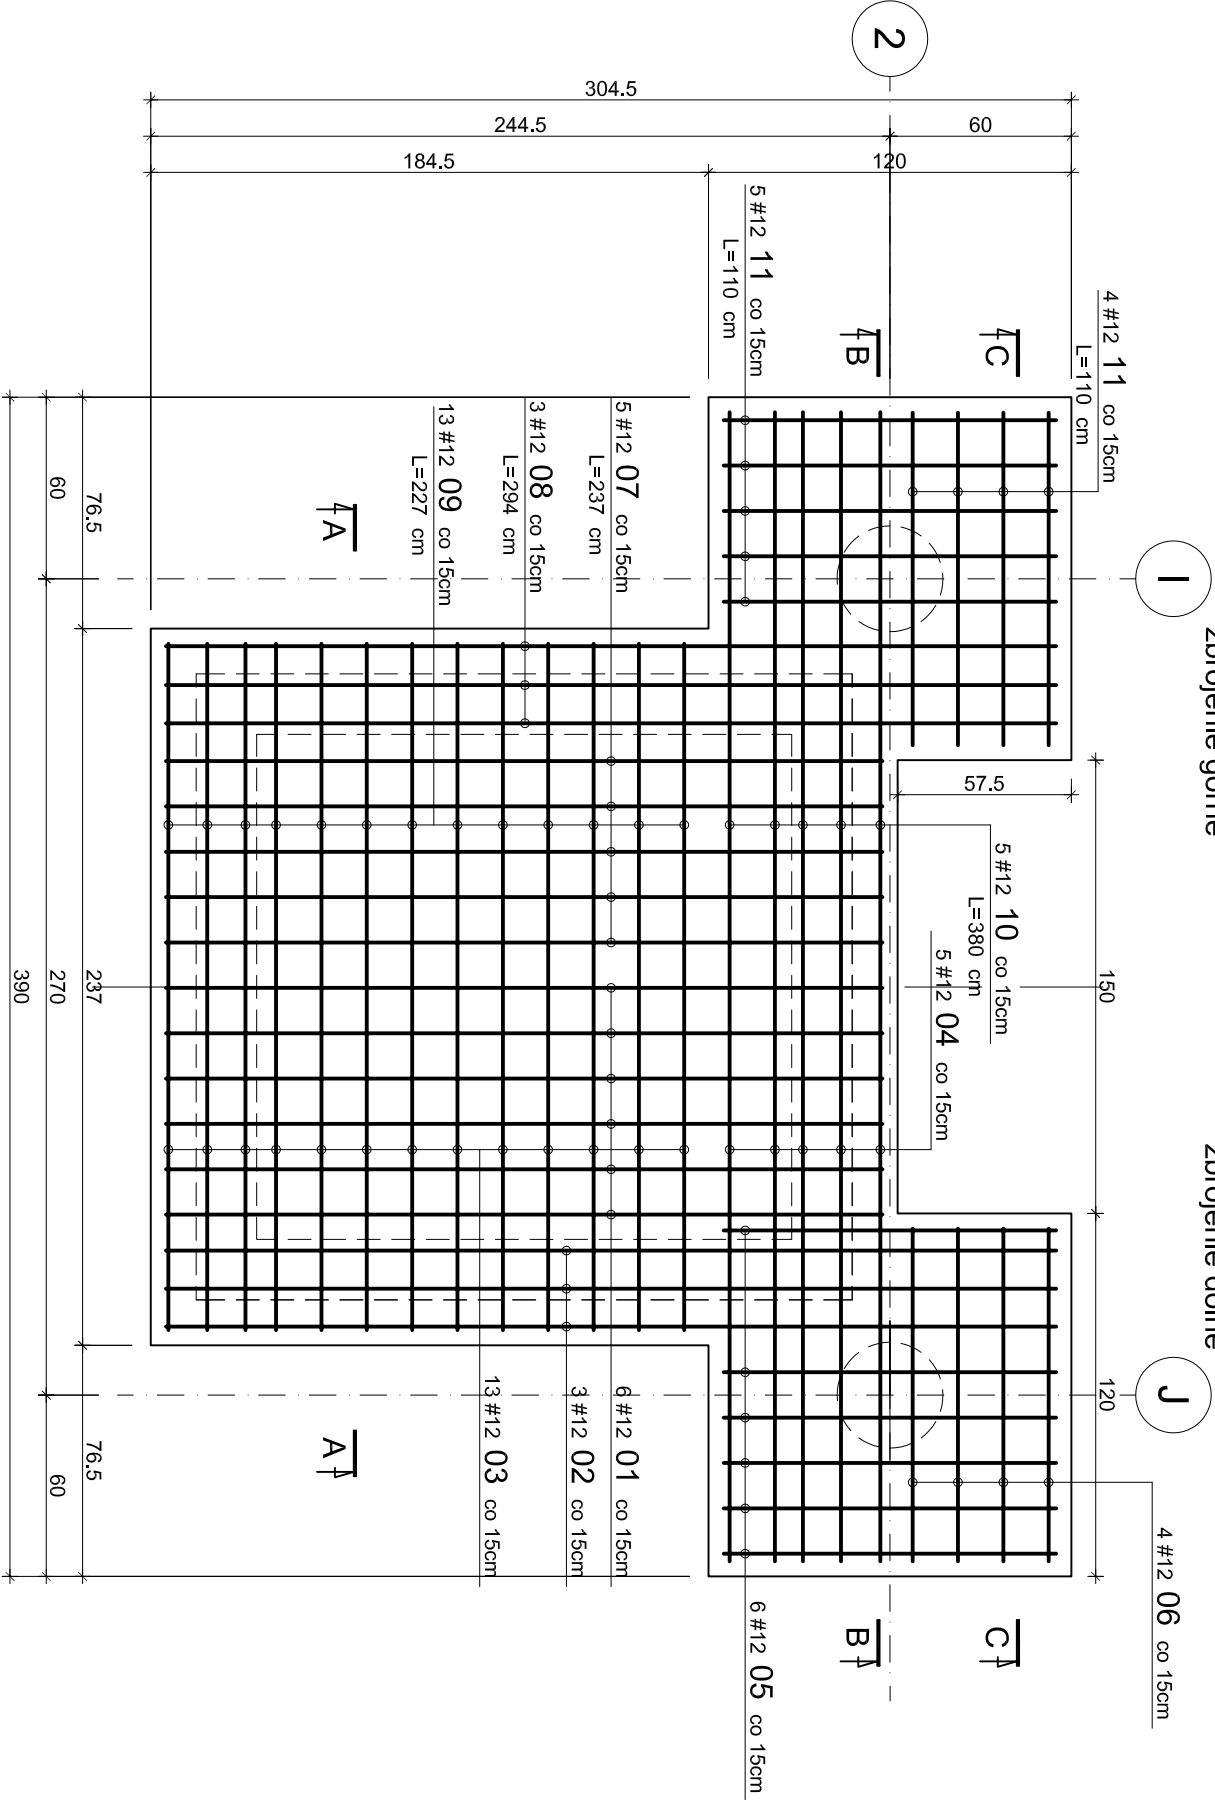 2
304.5
244.5
60
184.5
120
5 #12 11 co 15cm
L=110 cm
4 #12 11 co 15cm
L=110 cm
C
B
A
5 #12 07 co 15cm
L=237 cm
3 #12 08 co 15cm
L=294 cm
13 #12 09 co 15cm
L=227 cm
76.5
60
I
57.5
5 #12 10 co 15cm
L=380 cm
5 #12 04 co 15cm
150
237
270
390
J
120
6 #12 01 co 15cm
3 #12 02 co 15cm
13 #12 03 co 15cm
A
76.5
60
4 #12 06 co 15cm
6 #12 05 co 15cm
C
B